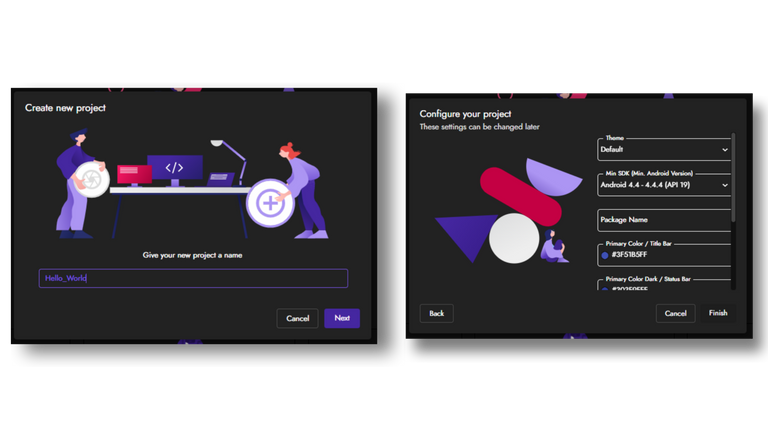 Create new project
</>
Give your new project a name
Hello_World
Cancel
Next
Configure your project
These settings can be changed later
Theme
Default
Min SDK (Min. Android Version)
Android 4.4 - 4.4.4 (API 19)
Package Name
Primary Color / Title Bar
#3F51B5FF
Primary Color Dark / Status Bar
Back
Cancel
Finish